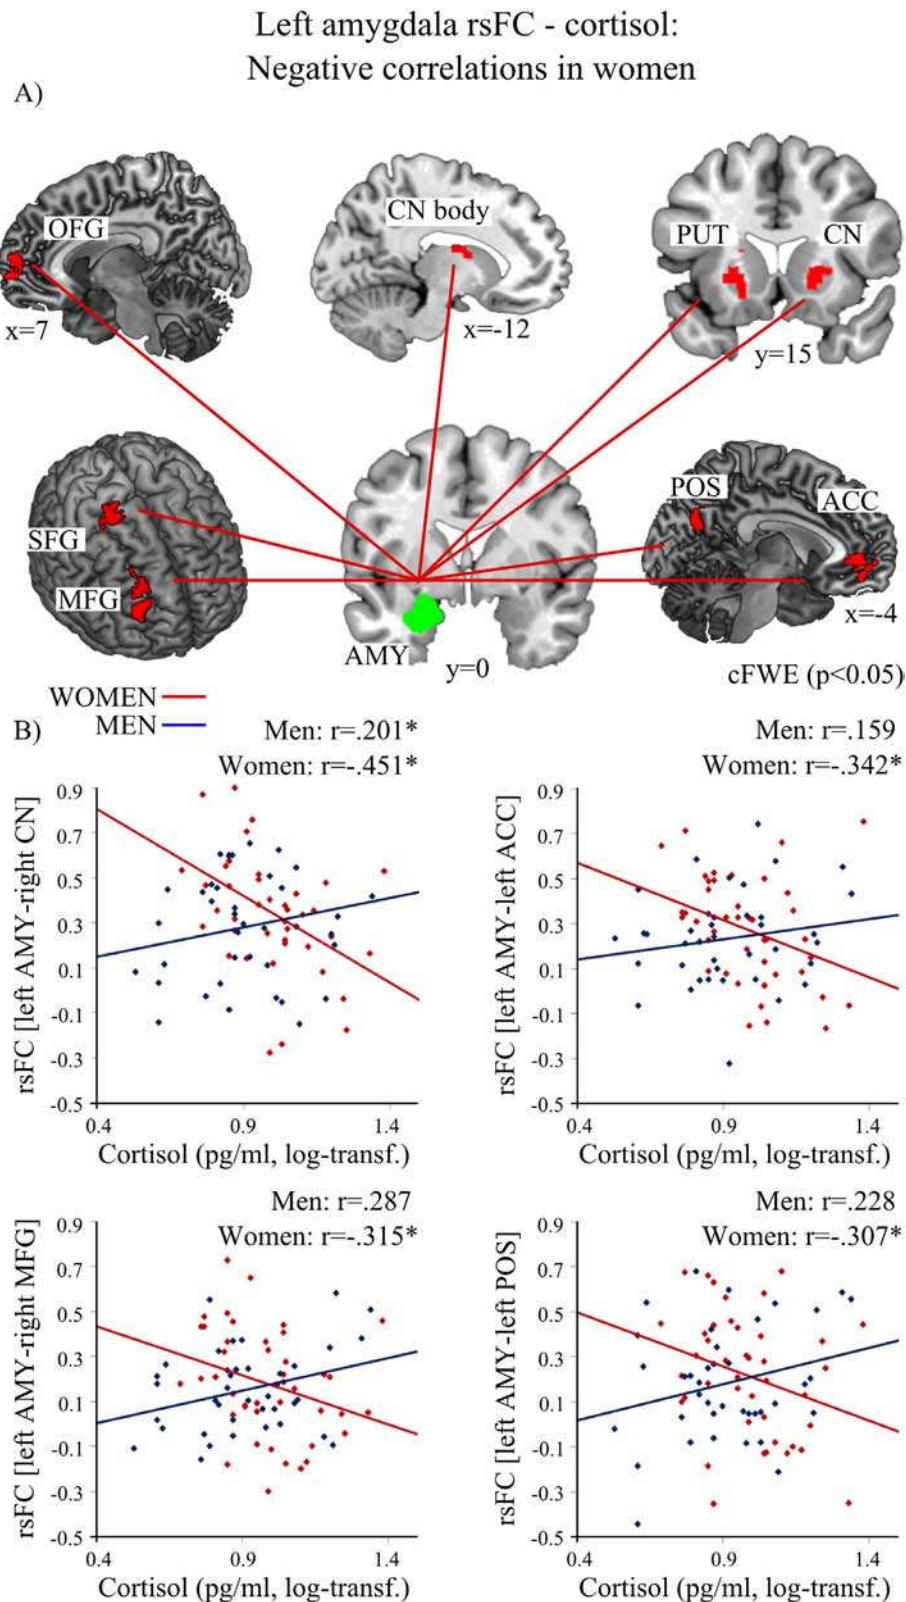 Left amygdala rsFC - cortisol:
Negative correlations in women
A)
OFG
CN body
PUT
CN
x=7
x=-12
y=15
SFG
MFG
POS
ACC
AMY
y=0
x=-4
cFWE (p<0.05)
WOMEN
MEN
B)
Men: r=.201*
Women: r=-.451*
rsFC [left AMY-right CN]
0.9
0.7
0.5
0.3
0.1
-0.1
-0.3
-0.5
0.4
0.9
1.4
Cortisol (pg/ml, log-transf.)
Men: r=.159
Women: r=-.342*
rsFC [left AMY-left ACC]
0.9
0.7
0.5
0.3
0.1
-0.1
-0.3
-0.5
0.4
0.9
1.4
Cortisol (pg/ml, log-transf.)
Men: r=.287
Women: r=-.315*
rsFC [left AMY-right MFG]
0.9
0.7
0.5
0.3
0.1
-0.1
-0.3
-0.5
0.4
0.9
1.4
Cortisol (pg/ml, log-transf.)
Men: r=.228
Women: r=-.307*
rsFC [left AMY-left POS]
0.9
0.7
0.5
0.3
0.1
-0.1
-0.3
-0.5
0.4
0.9
1.4
Cortisol (pg/ml, log-transf.)